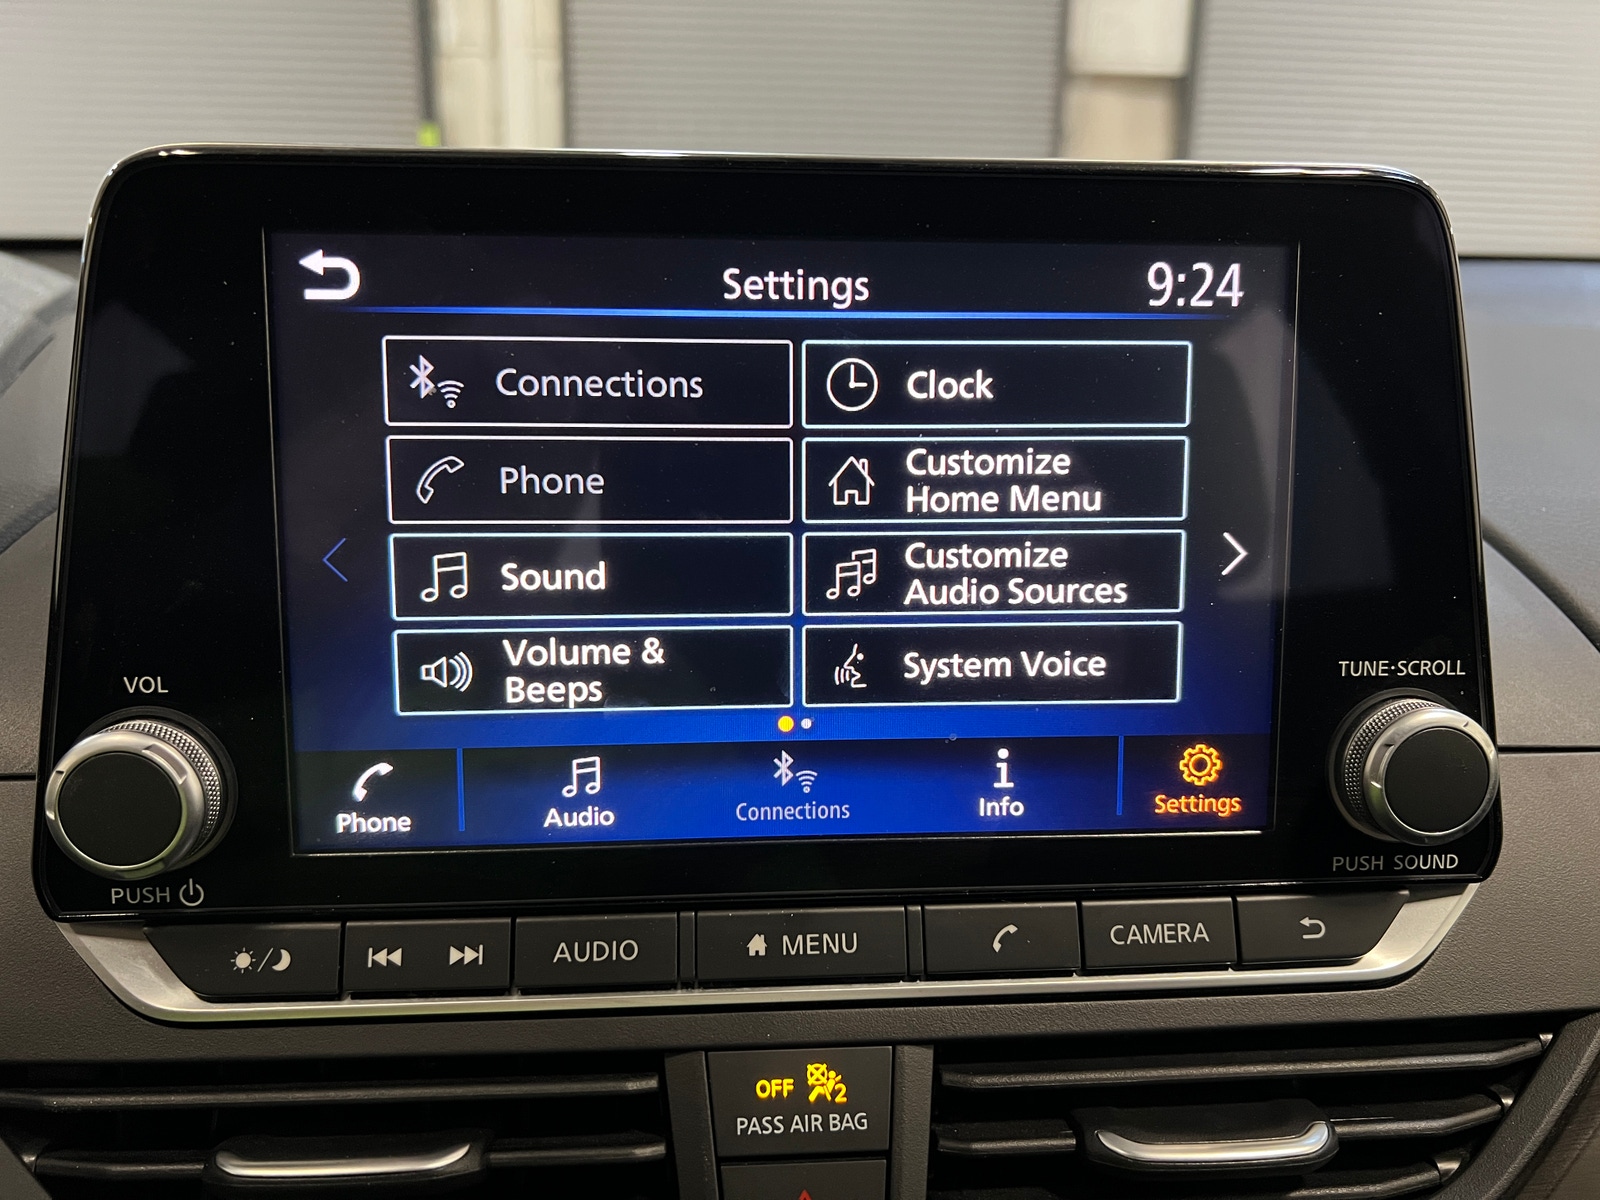 Settings
9:24
Connections
Clock
Phone
Customize
Home Menu
Sound
Customize
Audio Sources
Volume &
Beeps
System Voice
Phone
Audio
Connections
Info
Settings
VOL
PUSH
TUNE·SCROLL
PUSH SOUND
AUDIO
MENU
CAMERA
OFF
2
PASS AIR BAG